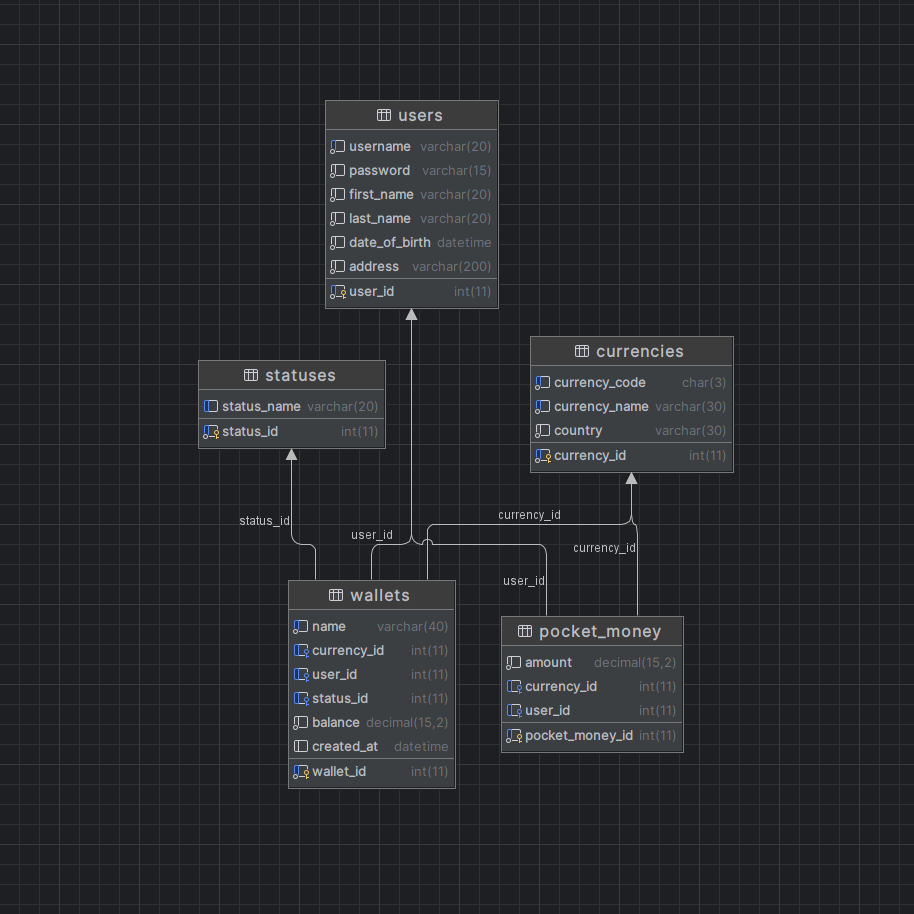 users
username varchar(20)
password varchar(15)
first_name varchar(20)
last_name varchar(20)
date_of_birth datetime
address varchar(200)
user_id int(11)
statuses
status_name varchar(20)
status_id int(11)
currencies
currency_code char(3)
currency_name varchar(30)
country varchar(30)
currency_id int(11)
status_id
user_id
currency_id
currency_id
user_id
wallets
name varchar(40)
currency_id int(11)
user_id int(11)
status_id int(11)
balance decimal(15,2)
created_at datetime
wallet_id int(11)
pocket_money
amount decimal(15,2)
currency_id int(11)
user_id int(11)
pocket_money_id int(11)